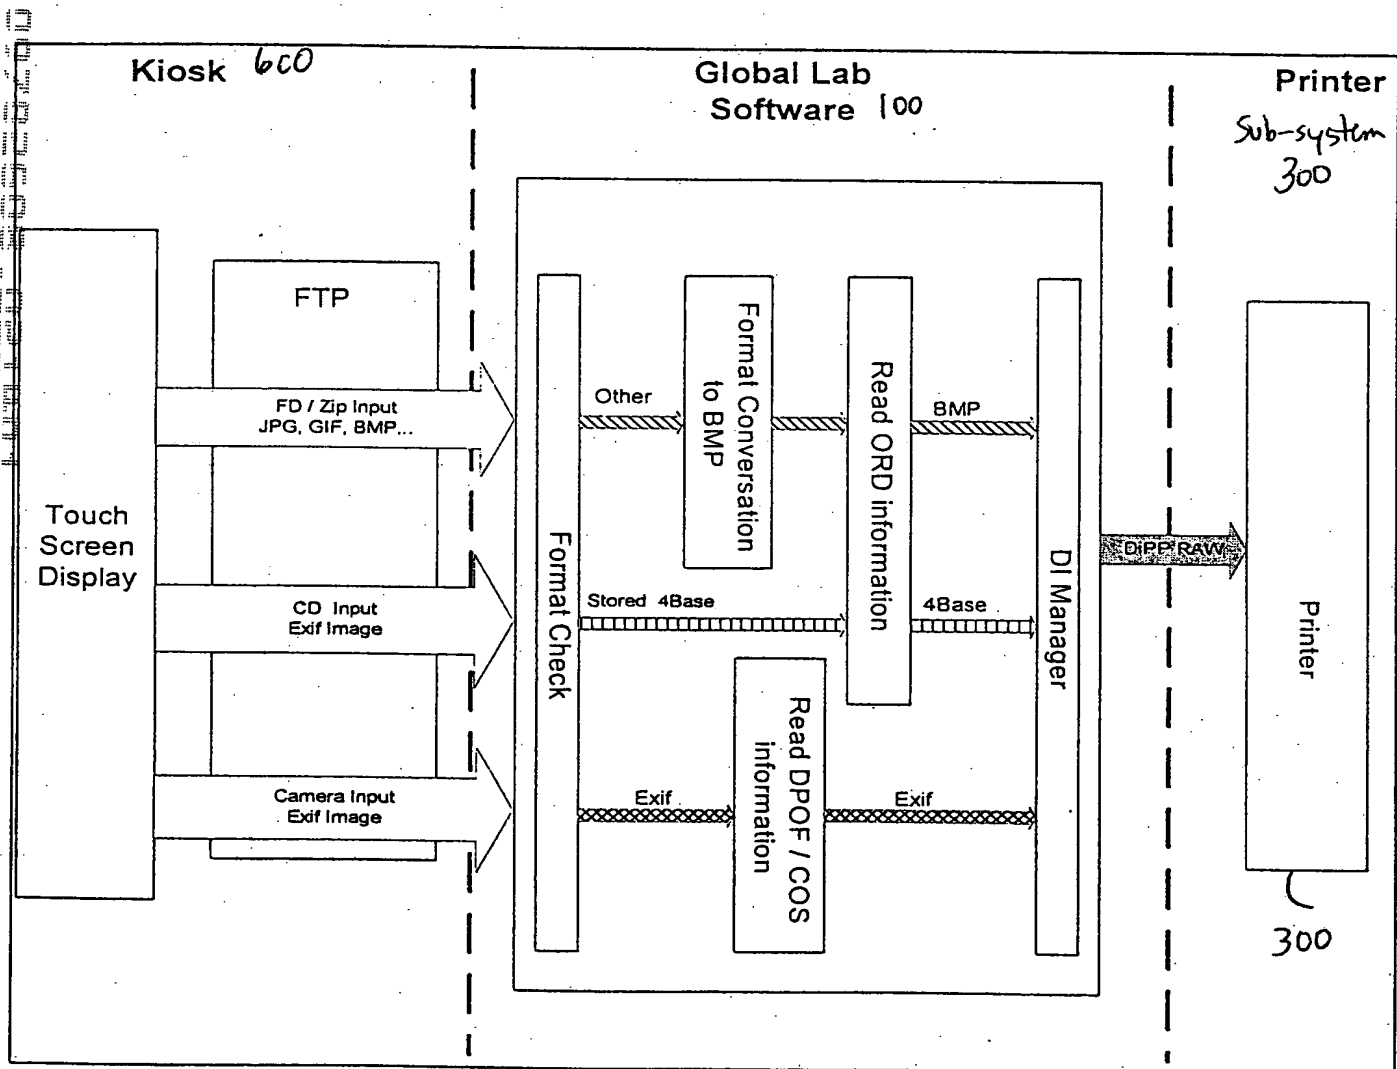 Kiosk 600
Global Lab
Software 100
Printer
Sub-system
300
FTP
FD / Zip Input
JPG, GIF, BMP...
Touch
Screen
Display
CD Input
Exif Image
Camera Input
Exif Image
Format Check
Other
Format Conversation
to BMP
Read ORD information
BMP
Stored 4Base
4Base
Exif
Read DPOF / COS
information
Exif
DI Manager
DiPP RAW
Printer
300